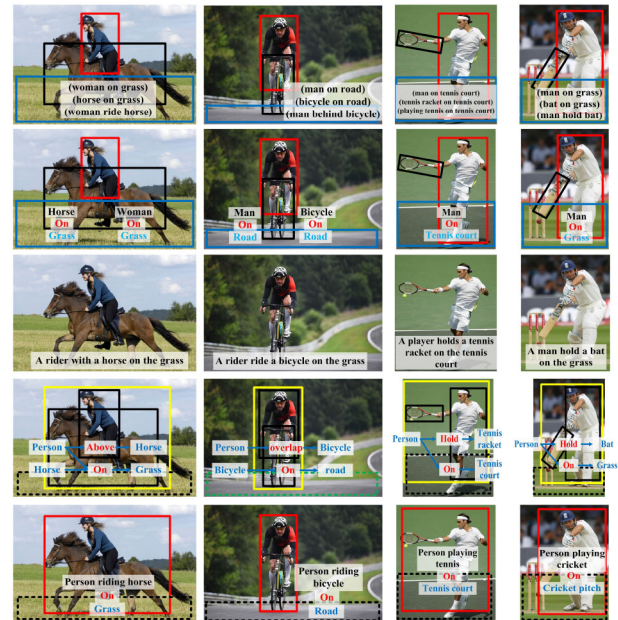 (woman on grass)
(horse on grass)
(woman ride horse)
(man on road)
(bicycle on road)
(man behind bicycle)
(man on tennis court)
(tennis racket on tennis court)
(playing tennis on tennis court)
(man on grass)
(bat on grass)
(man hold bat)
Horse Woman
On On
Grass Grass
Man Bicycle
On On
Road Road
Man
On
Tennis court
Man
On
Grass
A rider with a horse on the grass
A rider ride a bicycle on the grass
A player holds a tennis
racket on the tennis
court
A man hold a bat
on the grass
Person Above Horse
Horse On Grass
Person overlap Bicycle
Bicycle On road
Person Hold Tennis
racket
On Tennis
court
Person Hold Bat
On Grass
Person riding horse
On
Grass
Person riding
bicycle
On
Road
Person playing
tennis
On
Tennis court
Person playing
cricket
On
Cricket pitch